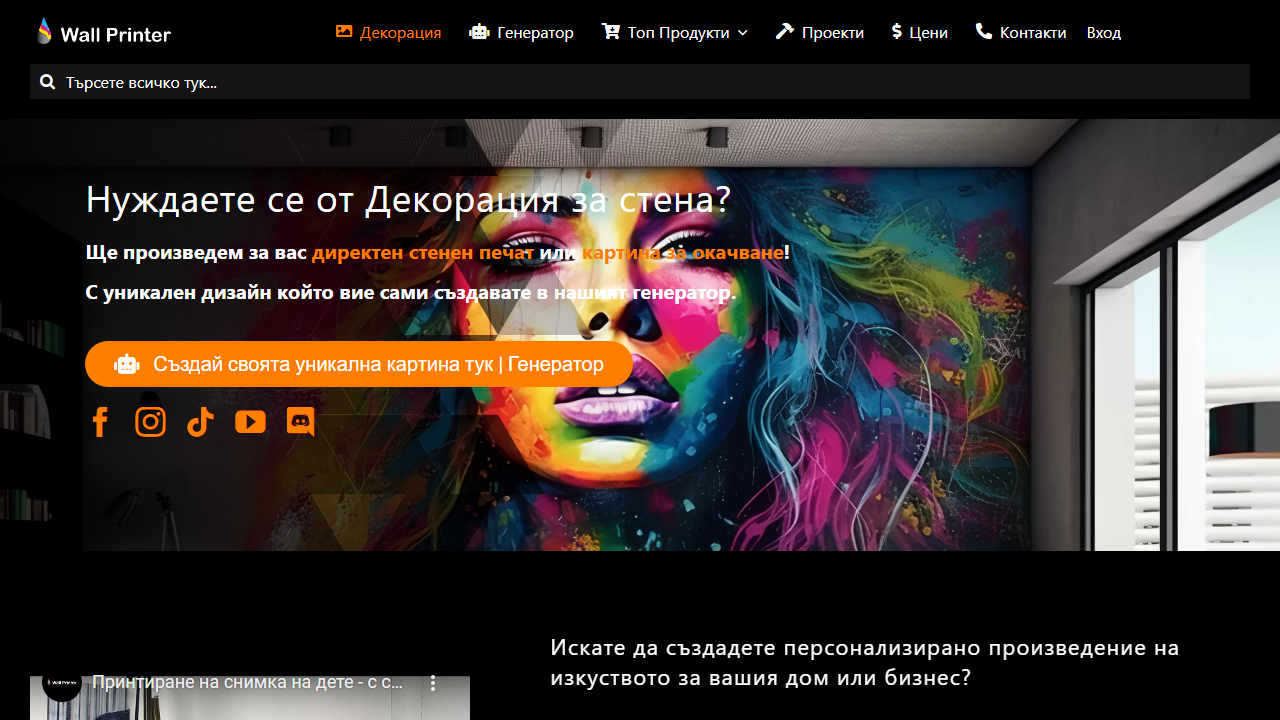 Wall Printer
Декорация
Генератор
Топ Продукти
Проекти
Цени
Контакти
Вход
Търсете всичко тук...
Нуждаете се от Декорация за стена?
Ще произведем за вас директен стенен печат или картина за окачване!
С уникален дизайн който вие сами създавате в нашият генератор.
Създай своята уникална картина тук | Генератор
Искате да създадете персонализирано произведение на
изкуството за вашия дом или бизнес?
Wall Printer
Принтиране на снимка на дете - с с...